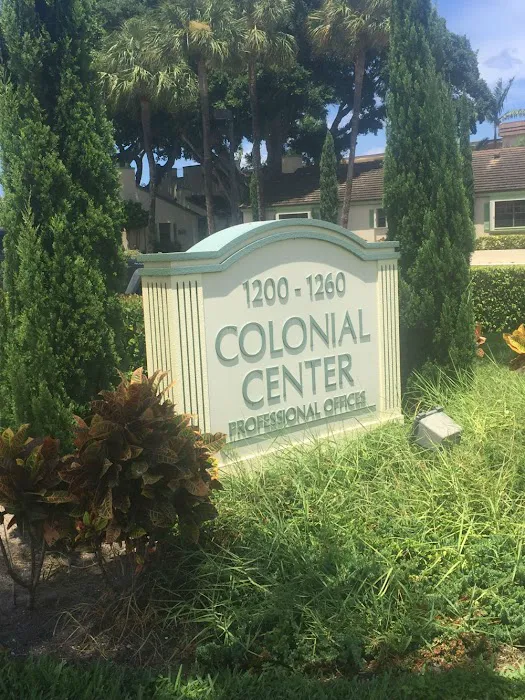 1200 - 1260
COLONIAL
CENTER
PROFESSIONAL OFFICES